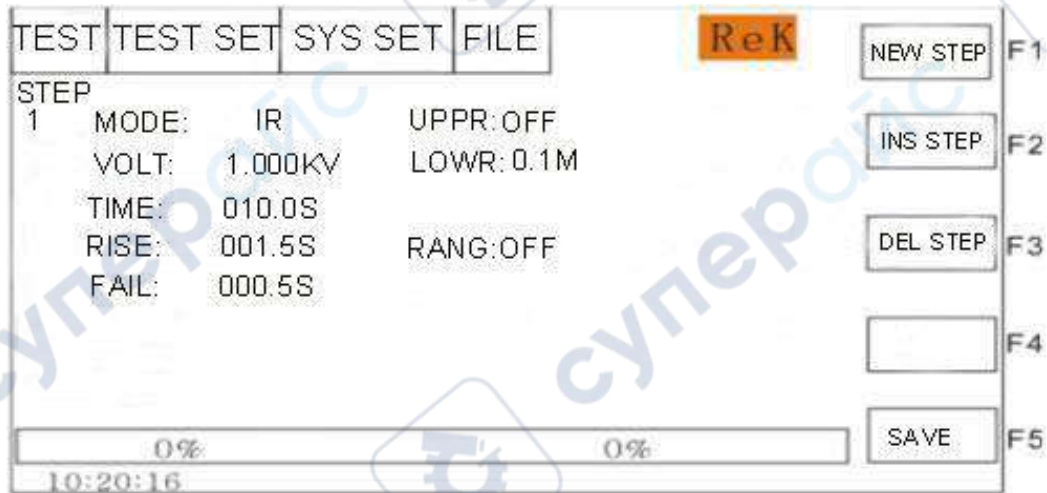 TEST TEST SET SYS SET FILE ReK NEW STEP F1
STEP
1 MODE: IR UPPR:OFF
VOLT: 1.000KV LOWR:0.1M INS STEP F2
TIME: 010.0S
RISE: 001.5S RANG:OFF DEL STEP F3
FAIL: 000.5S
F4
0% 0% SAVE F5
10:20:16
суперайс
суперайс